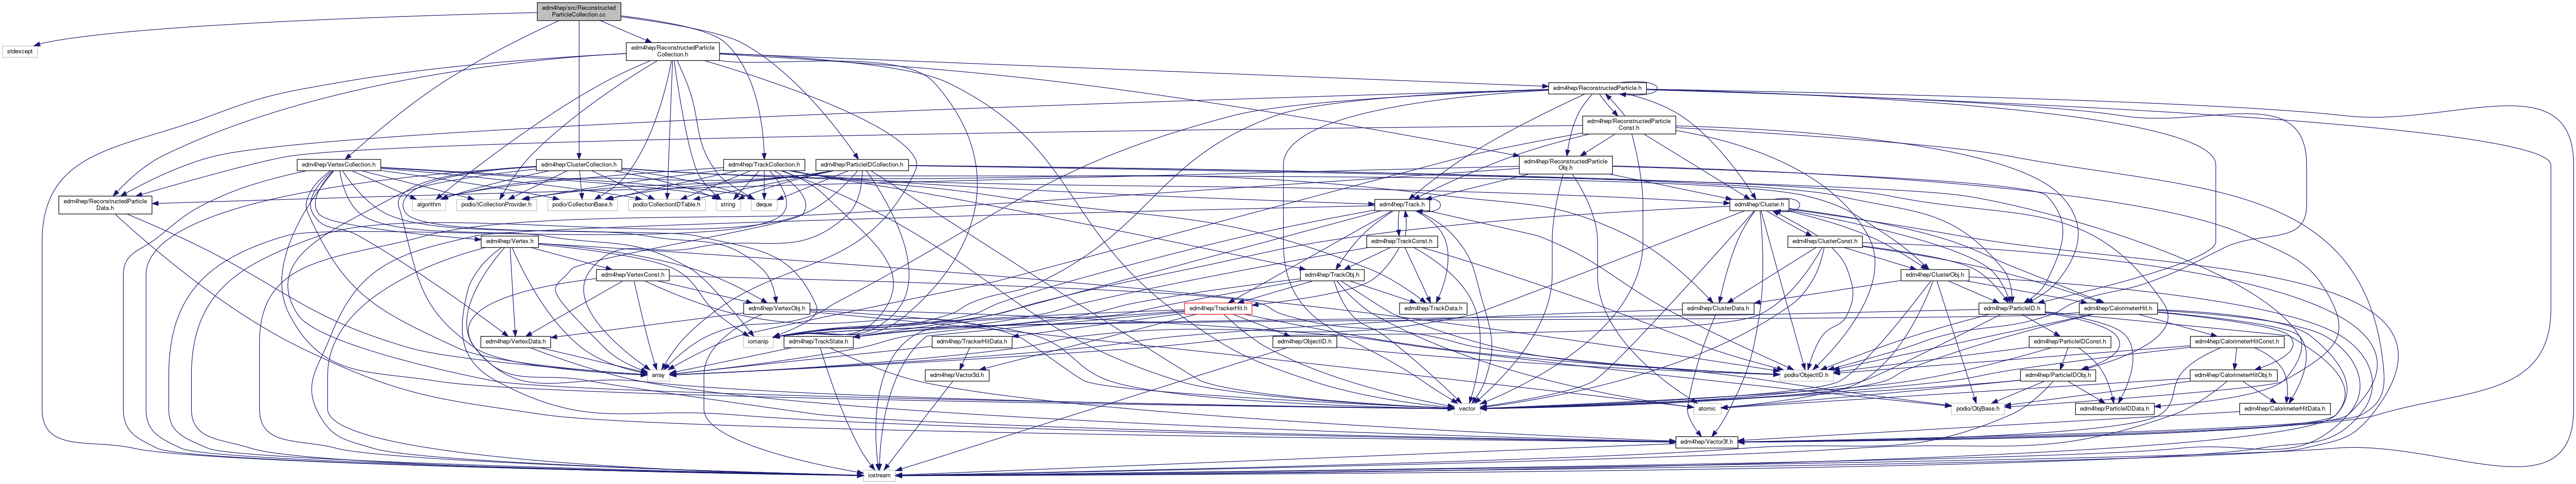 edm4hep/src/Reconstructed
ParticleCollection.cc
stdexcept
edm4hep/ReconstructedParticle
Collection.h
edm4hep/ReconstructedParticle.h
edm4hep/ReconstructedParticle
Const.h
edm4hep/VertexCollection.h
edm4hep/ClusterCollection.h
edm4hep/TrackCollection.h
edm4hep/ParticleIDCollection.h
edm4hep/ReconstructedParticle
Obj.h
edm4hep/ReconstructedParticle
Data.h
algorithm
podio/ICollectionProvider.h
podio/CollectionBase.h
podio/CollectionIDTable.h
string
deque
edm4hep/Track.h
edm4hep/Cluster.h
edm4hep/Vertex.h
edm4hep/TrackConst.h
edm4hep/ClusterConst.h
edm4hep/VertexConst.h
edm4hep/TrackObj.h
edm4hep/ClusterObj.h
edm4hep/VertexObj.h
edm4hep/TrackerHit.h
edm4hep/TrackData.h
edm4hep/ClusterData.h
edm4hep/ParticleID.h
edm4hep/CalorimeterHit.h
edm4hep/VertexData.h
iomanip
edm4hep/TrackState.h
edm4hep/TrackerHitData.h
edm4hep/ObjectID.h
edm4hep/ParticleIDConst.h
edm4hep/CalorimeterHitConst.h
array
edm4hep/Vector3d.h
podio/ObjectID.h
edm4hep/ParticleIDObj.h
edm4hep/CalorimeterHitObj.h
vector
atomic
podio/ObjBase.h
edm4hep/ParticleIDData.h
edm4hep/CalorimeterHitData.h
edm4hep/Vector3f.h
iostream